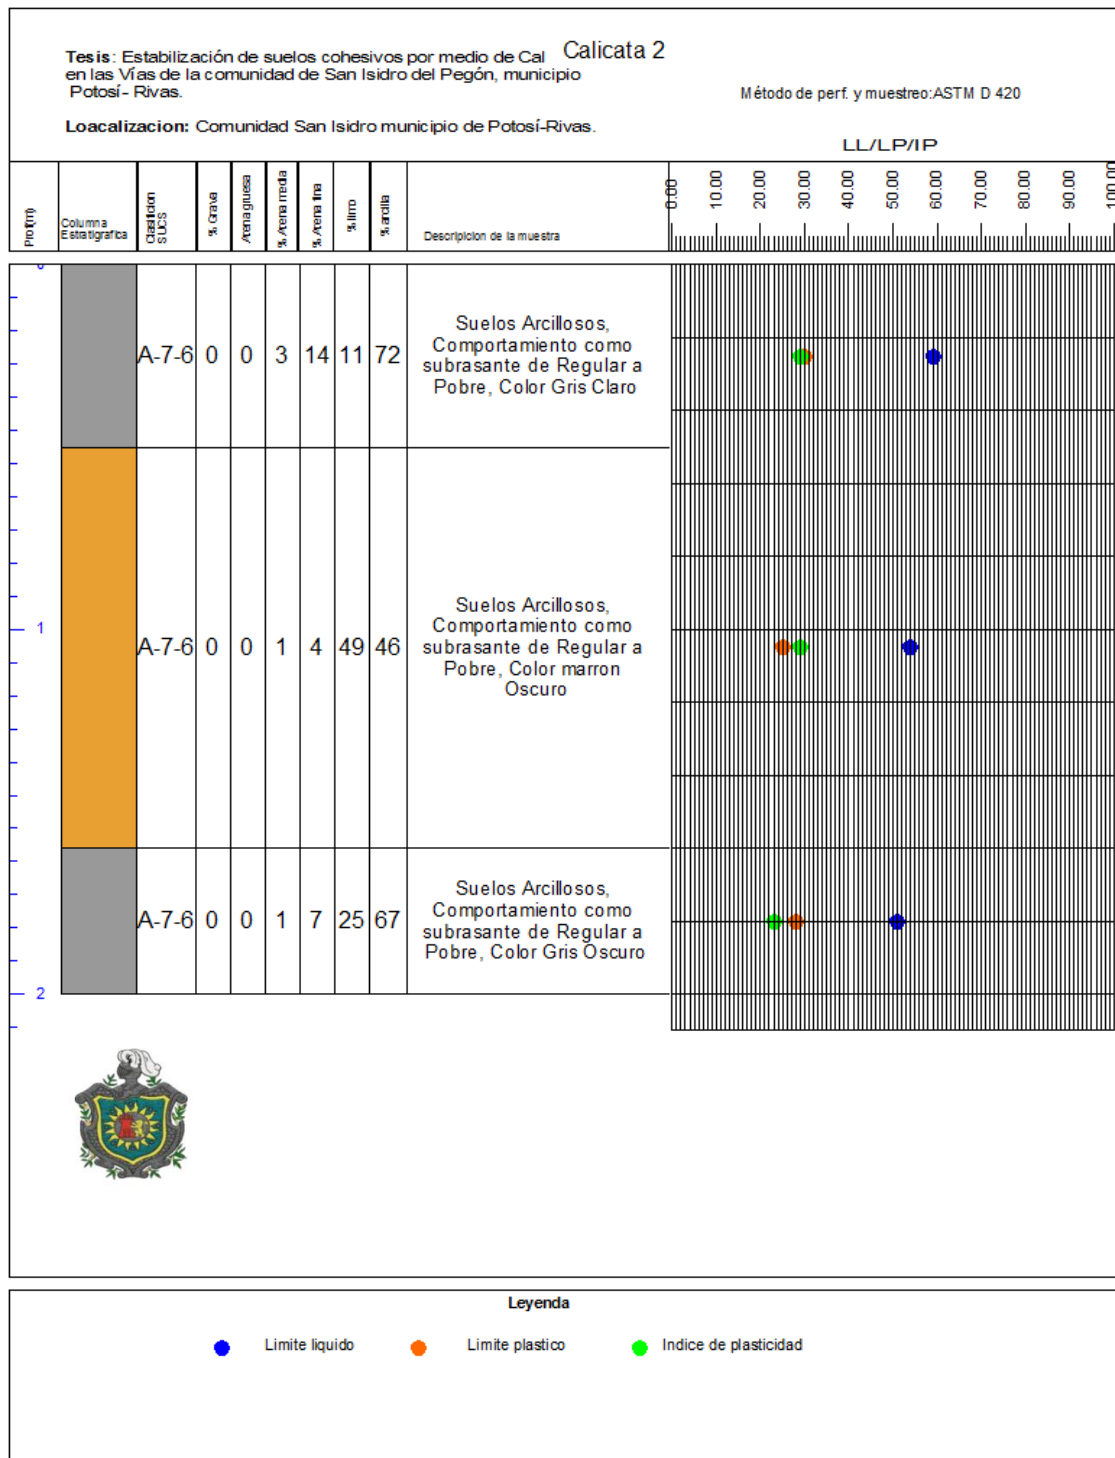 Tesis: Estabilización de suelos cohesivos por medio de Cal
en las Vías de la comunidad de San Isidro del Pegón, municipio
Potosí- Rivas.
Calicata 2
Método de perf. y muestreo:ASTM D 420
Loacalizacion: Comunidad San Isidro municipio de Potosí-Rivas.
LL/LP/IP
Prof(m)
Columna
Estratigrafica
SUCS
% Grava
Arena gruesa
% Arena media
% Arena fina
% limo
% arcilla
Descripicion de la muestra
0.00 10.00 20.00 30.00 40.00 50.00 60.00 70.00 80.00 90.00 100.00
0
A-7-6 0 0 3 14 11 72
Suelos Arcillosos,
Comportamiento como
subrasante de Regular a
Pobre, Color Gris Claro
1
A-7-6 0 0 1 4 49 46
Suelos Arcillosos,
Comportamiento como
subrasante de Regular a
Pobre, Color marron
Oscuro
A-7-6 0 0 1 7 25 67
Suelos Arcillosos,
Comportamiento como
subrasante de Regular a
Pobre, Color Gris Oscuro
2
Leyenda
Limite liquido
Limite plastico
Indice de plasticidad